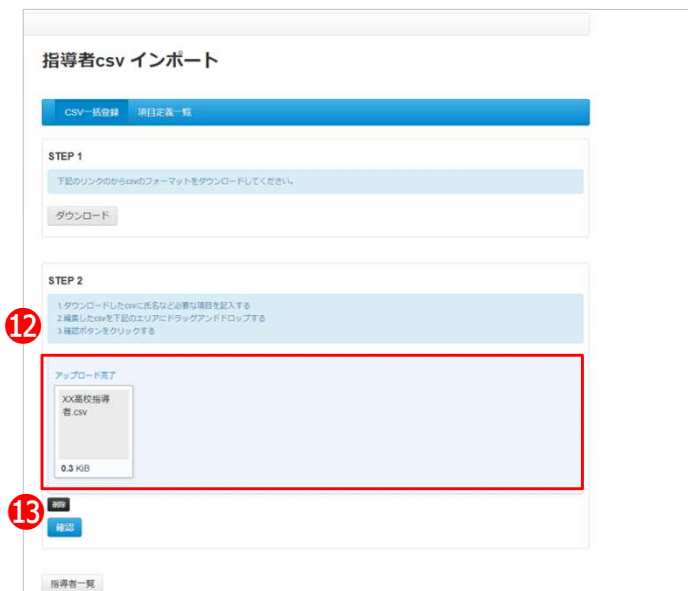 指導者csv インポート
CSV一括登録 項目定義一覧
STEP 1
下記のリンクのからcsvのフォーマットをダウンロードしてください。
ダウンロード
STEP 2
1.ダウンロードしたcsvに氏名など必要な項目を記入する
2.編集したcsvを下記のエリアにドラッグアンドドロップする
3.確認ボタンをクリックする
12
アップロード完了
XX高校指導
者.csv
0.3 KiB
13
削除
確認
指導者一覧